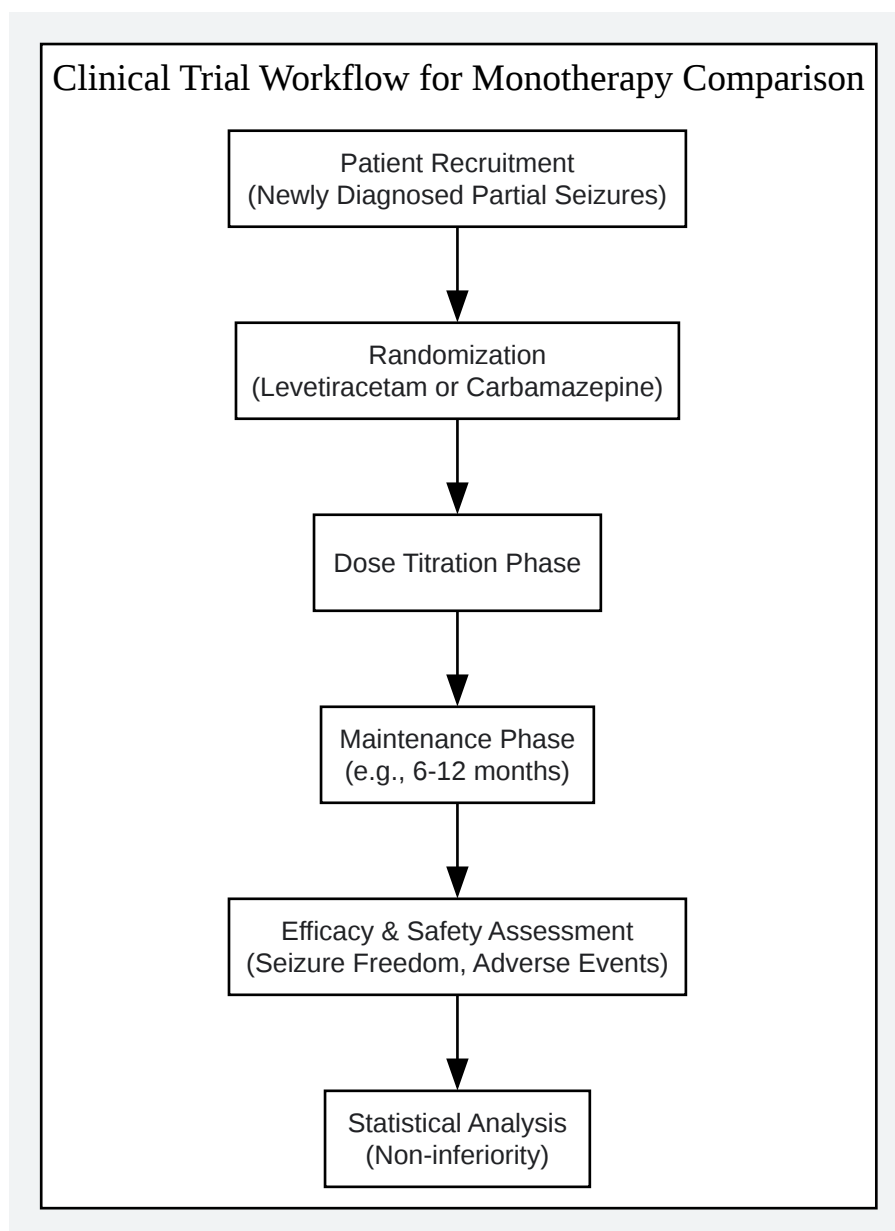 Clinical Trial Workflow for Monotherapy Comparison
Patient Recruitment
(Newly Diagnosed Partial Seizures)
Randomization
(Levetiracetam or Carbamazepine)
Dose Titration Phase
Maintenance Phase
(e.g., 6-12 months)
Efficacy & Safety Assessment
(Seizure Freedom, Adverse Events)
Statistical Analysis
(Non-inferiority)